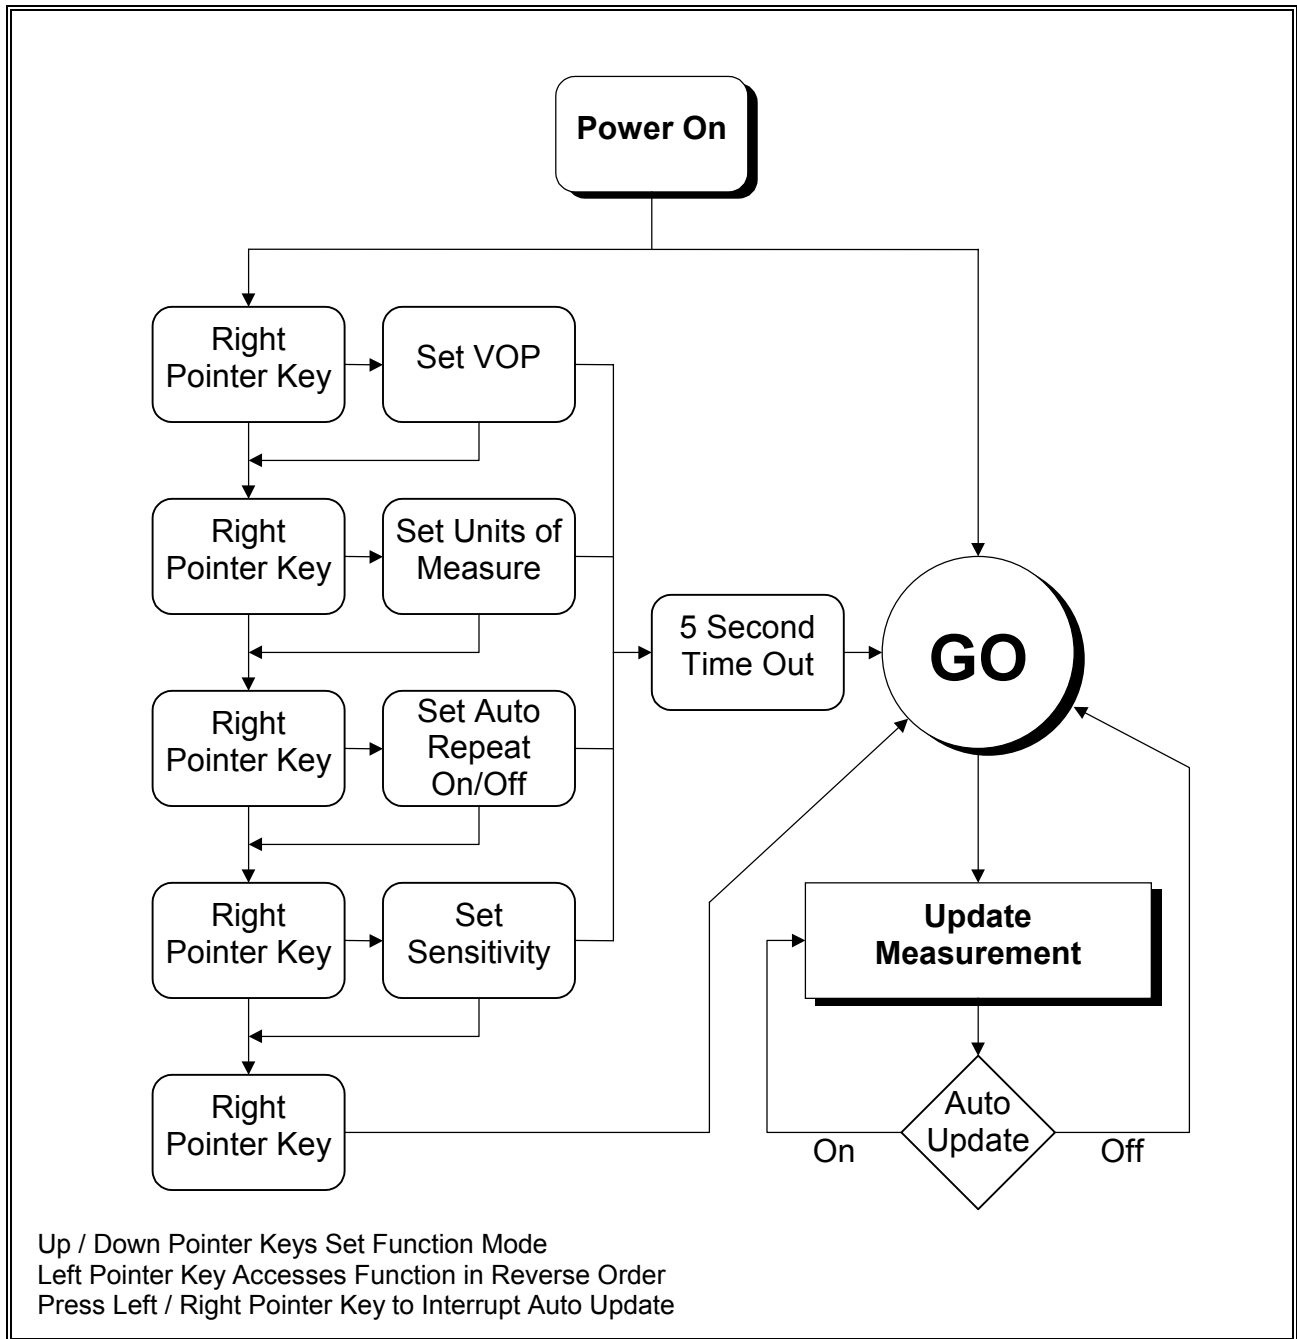 Power On
Right
Pointer Key
Set VOP
Right
Pointer Key
Set Units of
Measure
5 Second
Time Out
GO
Right
Pointer Key
Set Auto
Repeat
On/Off
Right
Pointer Key
Set
Sensitivity
Update
Measurement
Right
Pointer Key
Auto
Update
On
Off
Up / Down Pointer Keys Set Function Mode
Left Pointer Key Accesses Function in Reverse Order
Press Left / Right Pointer Key to Interrupt Auto Update